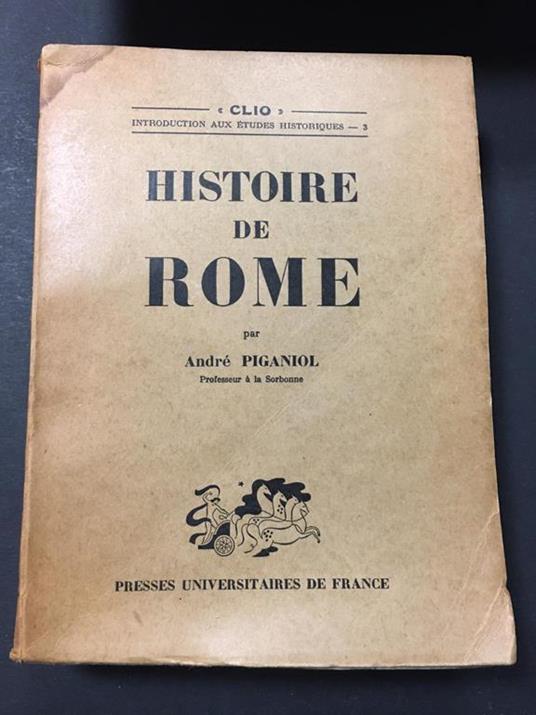 « CLIO »
INTRODUCTION AUX ÉTUDES HISTORIQUES — 3
HISTOIRE
DE
ROME
par
André PIGANIOL
Professeur à la Sorbonne
PRESSES UNIVERSITAIRES DE FRANCE